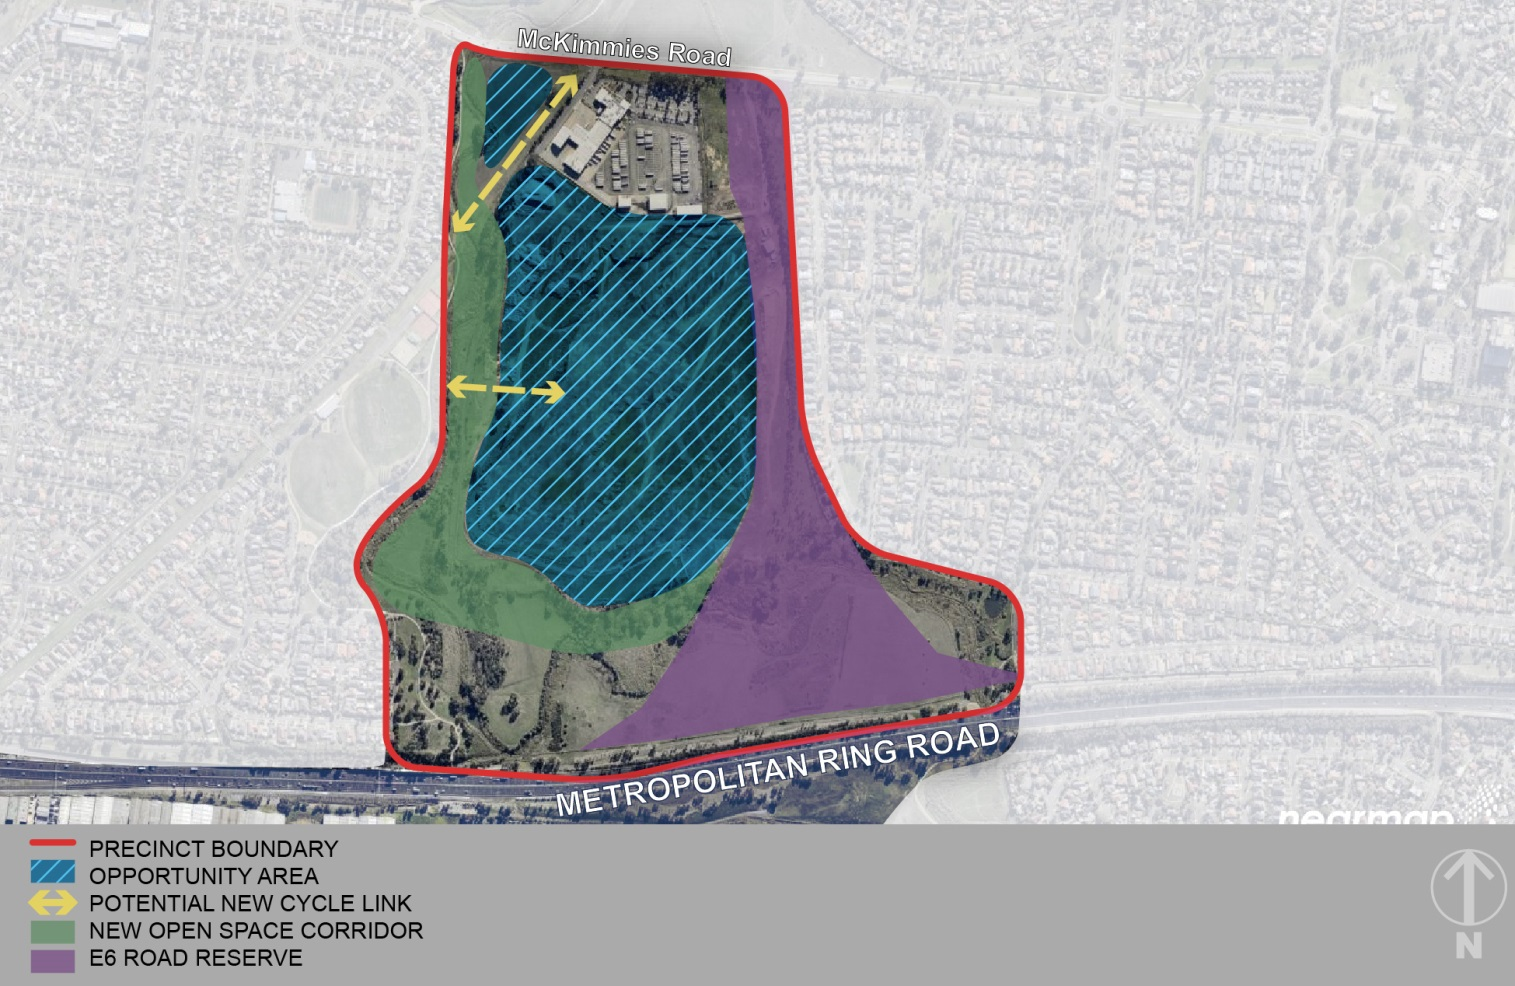 McKimmies Road
METROPOLITAN RING ROAD
nearmap
PRECINCT BOUNDARY
OPPORTUNITY AREA
POTENTIAL NEW CYCLE LINK
NEW OPEN SPACE CORRIDOR
E6 ROAD RESERVE
N